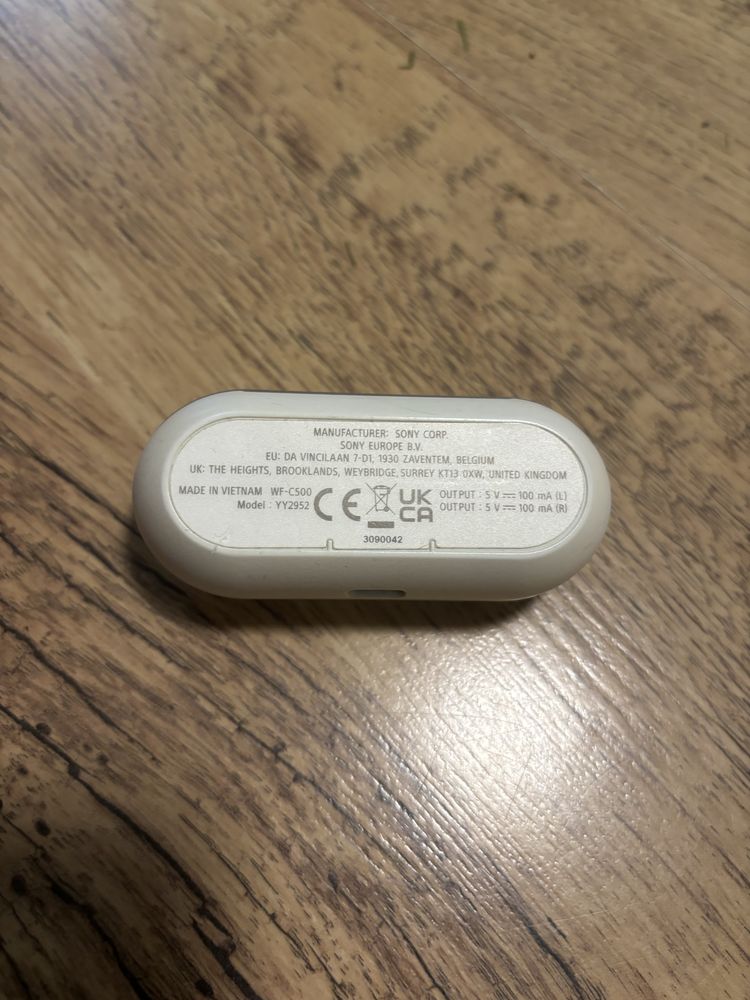 MANUFACTURER: SONY CORP.
SONY EUROPE B.V.
EU: DA VINCILAAN 7-D1, 1930 ZAVENTEM, BELGIUM
UK: THE HEIGHTS, BROOKLANDS, WEYBRIDGE, SURREY KT13 0XW, UNITED KINGDOM
MADE IN VIETNAM WF-C500
Model : YY2952
CE
UK
CA
OUTPUT : 5 V ⎓ 100 mA (L)
OUTPUT : 5 V ⎓ 100 mA (R)
3090042